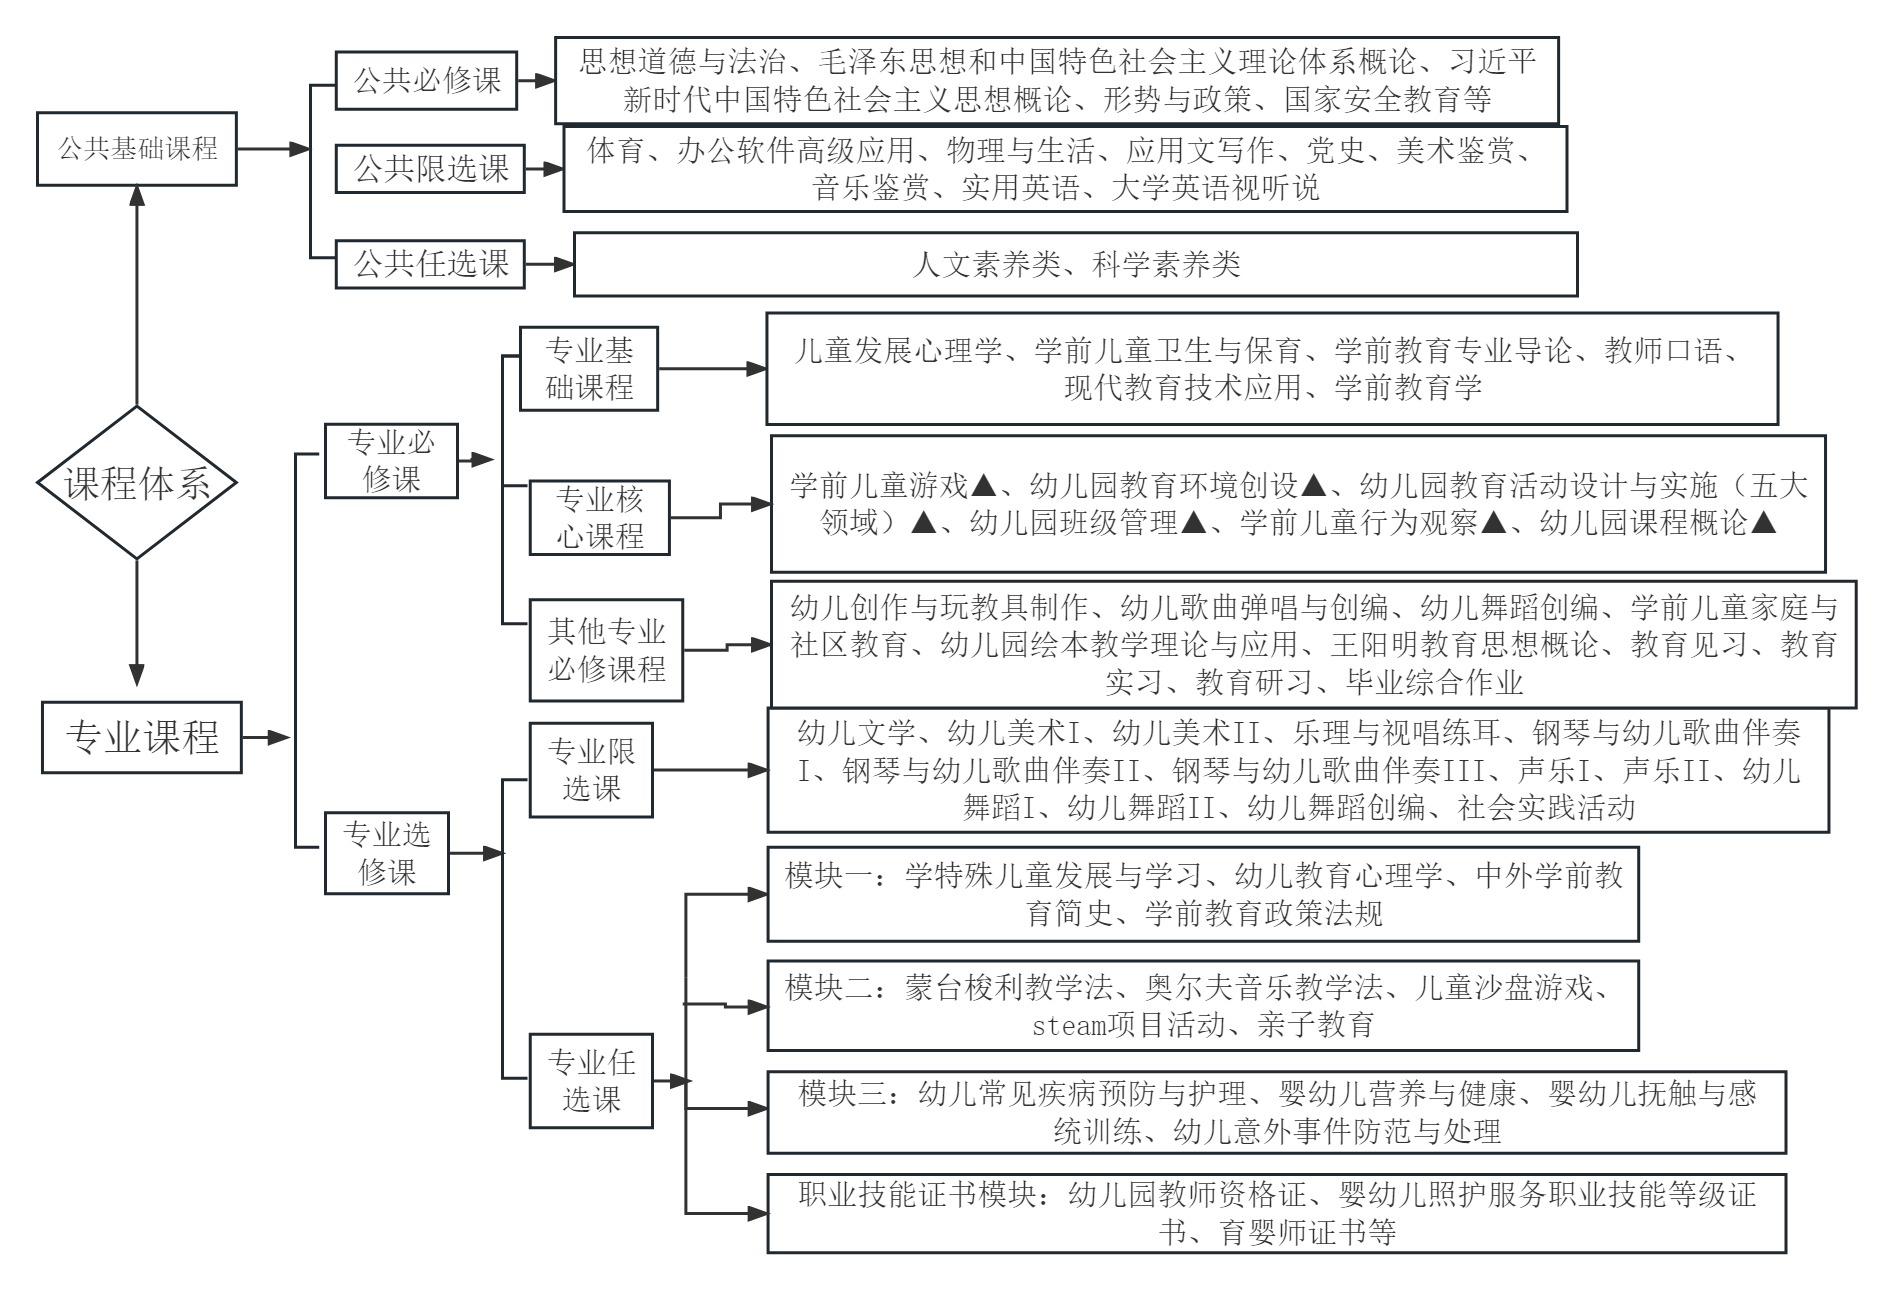 公共必修课
思想道德与法治、毛泽东思想和中国特色社会主义理论体系概论、习近平
新时代中国特色社会主义思想概论、形势与政策、国家安全教育等
公共基础课程
公共限选课
体育、办公软件高级应用、物理与生活、应用文写作、党史、美术鉴赏、
音乐鉴赏、实用英语、大学英语视听说
公共任选课
人文素养类、科学素养类
课程体系
专业课程
专业必
修课
专业基
础课程
儿童发展心理学、学前儿童卫生与保育、学前教育专业导论、教师口语、
现代教育技术应用、学前教育学
专业核
心课程
学前儿童游戏▲、幼儿园教育环境创设▲、幼儿园教育活动设计与实施（五大
领域）▲、幼儿园班级管理▲、学前儿童行为观察▲、幼儿园课程概论▲
其他专业
必修课程
幼儿创作与玩教具制作、幼儿歌曲弹唱与创编、幼儿舞蹈创编、学前儿童家庭与
社区教育、幼儿园绘本教学理论与应用、王阳明教育思想概论、教育见习、教育
实习、教育研习、毕业综合作业
专业选
修课
专业限
选课
幼儿文学、幼儿美术I、幼儿美术II、乐理与视唱练耳、钢琴与幼儿歌曲伴奏
I、钢琴与幼儿歌曲伴奏II、钢琴与幼儿歌曲伴奏III、声乐I、声乐II、幼儿
舞蹈I、幼儿舞蹈II、幼儿舞蹈创编、社会实践活动
专业任
选课
模块一：学特殊儿童发展与学习、幼儿教育心理学、中外学前教
育简史、学前教育政策法规
模块二：蒙台梭利教学法、奥尔夫音乐教学法、儿童沙盘游戏、
steam项目活动、亲子教育
模块三：幼儿常见疾病预防与护理、婴幼儿营养与健康、婴幼儿抚触与感
统训练、幼儿意外事件防范与处理
职业技能证书模块：幼儿园教师资格证、婴幼儿照护服务职业技能等级证
书、育婴师证书等